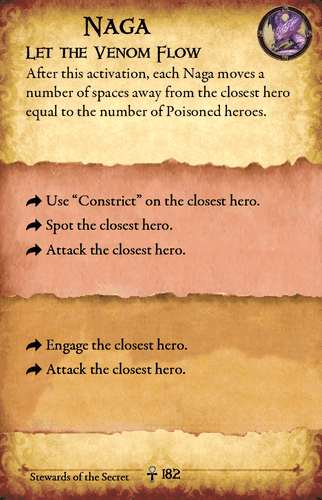 Naga
Let the Venom Flow
After this activation, each Naga moves a
number of spaces away from the closest hero
equal to the number of Poisoned heroes.
Use “Constrict” on the closest hero.
Spot the closest hero.
Attack the closest hero.
Engage the closest hero.
Attack the closest hero.
Stewards of the Secret 182